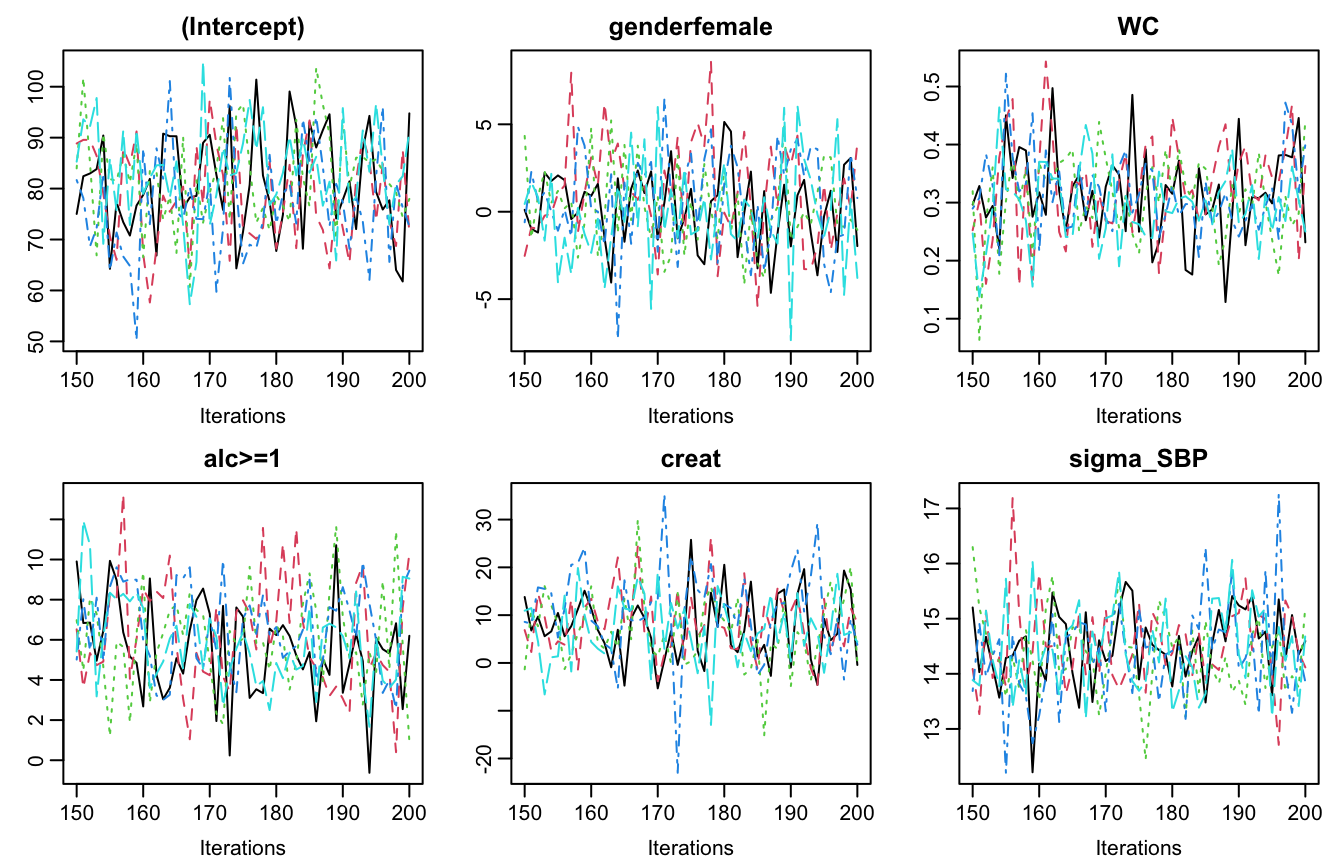 (Intercept)
100
90
80
70
60
50
150 160 170 180 190 200
Iterations
genderfemale
5
0
-5
150 160 170 180 190 200
Iterations
WC
0.5
0.4
0.3
0.2
0.1
150 160 170 180 190 200
Iterations
alc>=1
10
8
6
4
2
0
150 160 170 180 190 200
Iterations
creat
30
20
10
0
-20
150 160 170 180 190 200
Iterations
sigma_SBP
17
16
15
14
13
150 160 170 180 190 200
Iterations